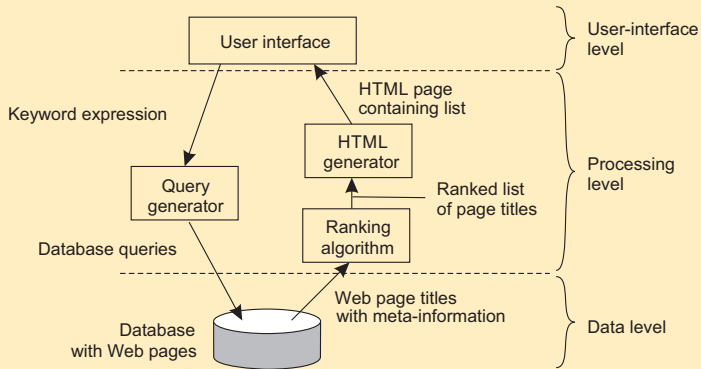 User interface
User-interface
level
Keyword expression
HTML page
containing list
HTML
generator
Processing
level
Query
generator
Ranked list
of page titles
Ranking
algorithm
Database queries
Web page titles
with meta-information
Database
with Web pages
Data level